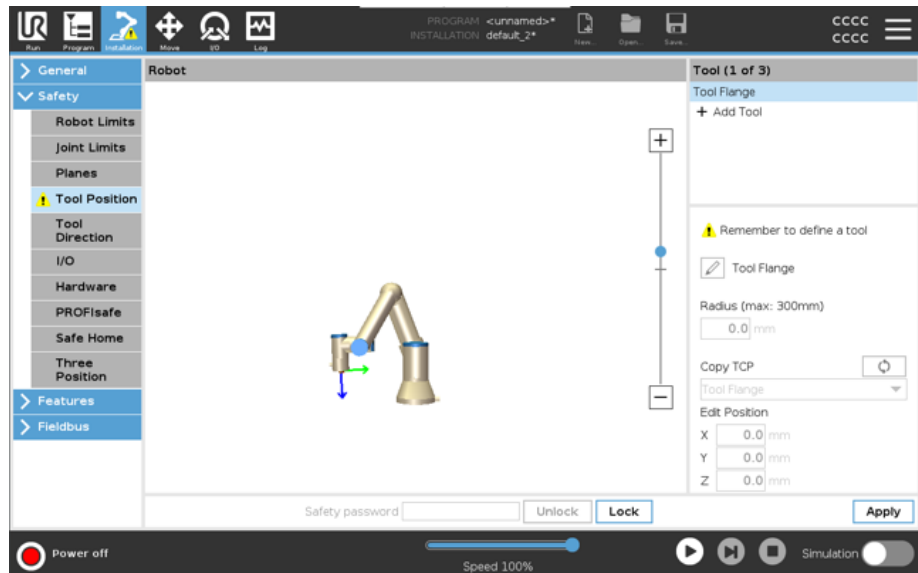 PROGRAM <unnamed>*
INSTALLATION default_2*
cccc
cccc
Run Program Installation Move I/O Log New... Open... Save...
General
Safety
Robot Limits
Joint Limits
Planes
Tool Position
Tool
Direction
I/O
Hardware
PROFIsafe
Safe Home
Three
Position
Features
Fieldbus
Robot
Tool (1 of 3)
Tool Flange
+ Add Tool
Remember to define a tool
Tool Flange
Radius (max: 300mm)
0.0 mm
Copy TCP
Tool Flange
Edit Position
X 0.0 mm
Y 0.0 mm
Z 0.0 mm
Safety password Unlock Lock Apply
Power off
Speed 100%
Simulation